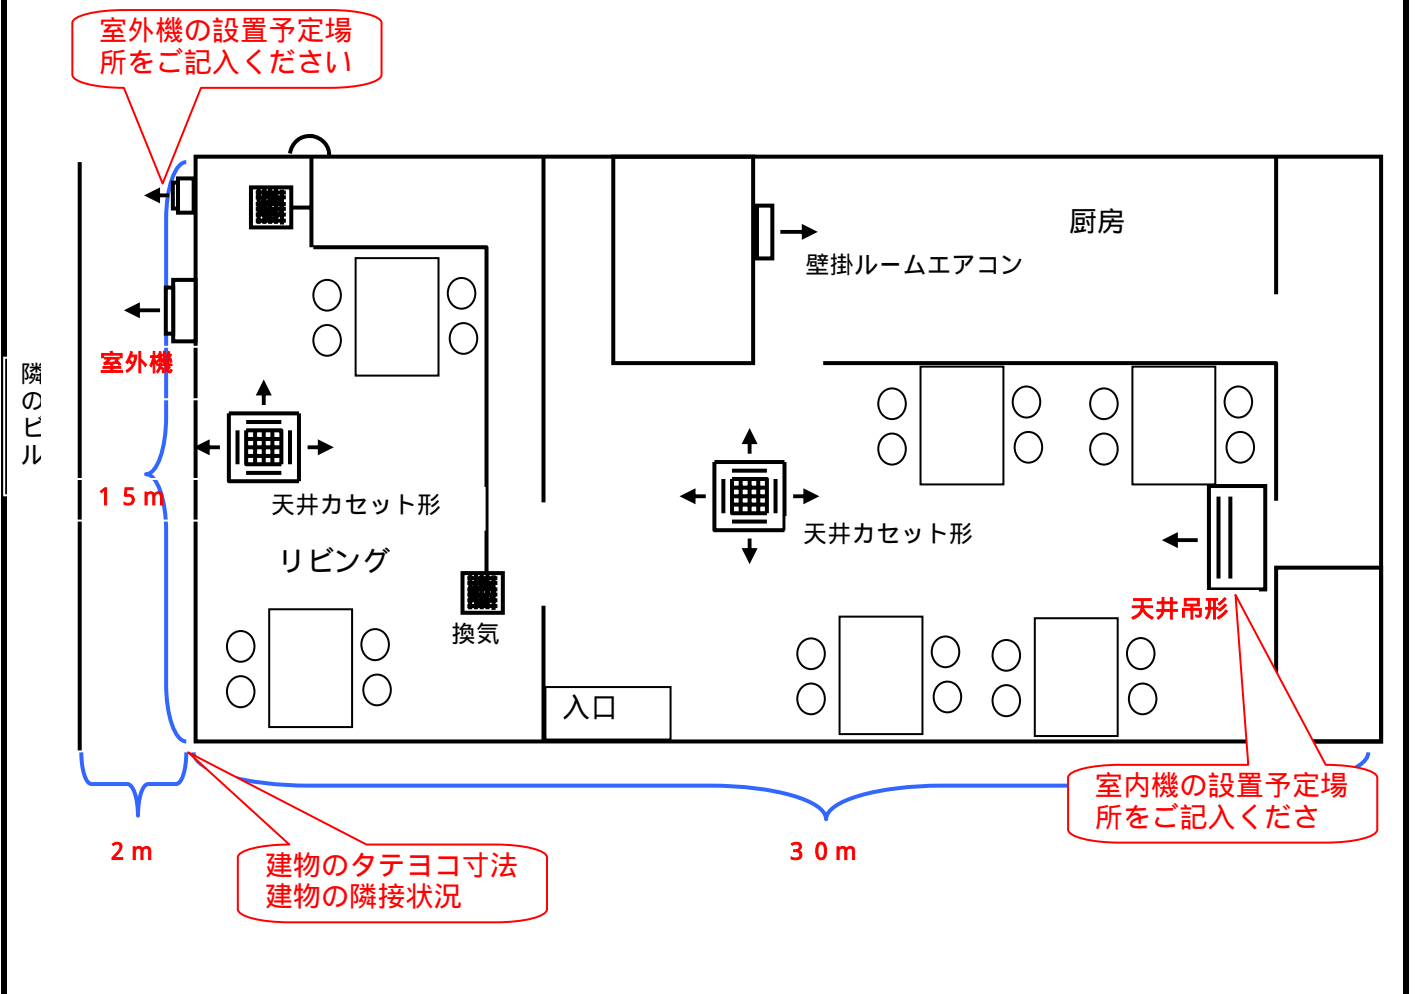 室外機の設置予定場
所をご記入ください
厨房
壁掛ルームエアコン
隣のビル
室外機
15m
天井カセット形
リビング
天井カセット形
天井吊形
換気
入口
室内機の設置予定場
所をご記入くださ
2m
30m
建物のタテヨコ寸法
建物の隣接状況